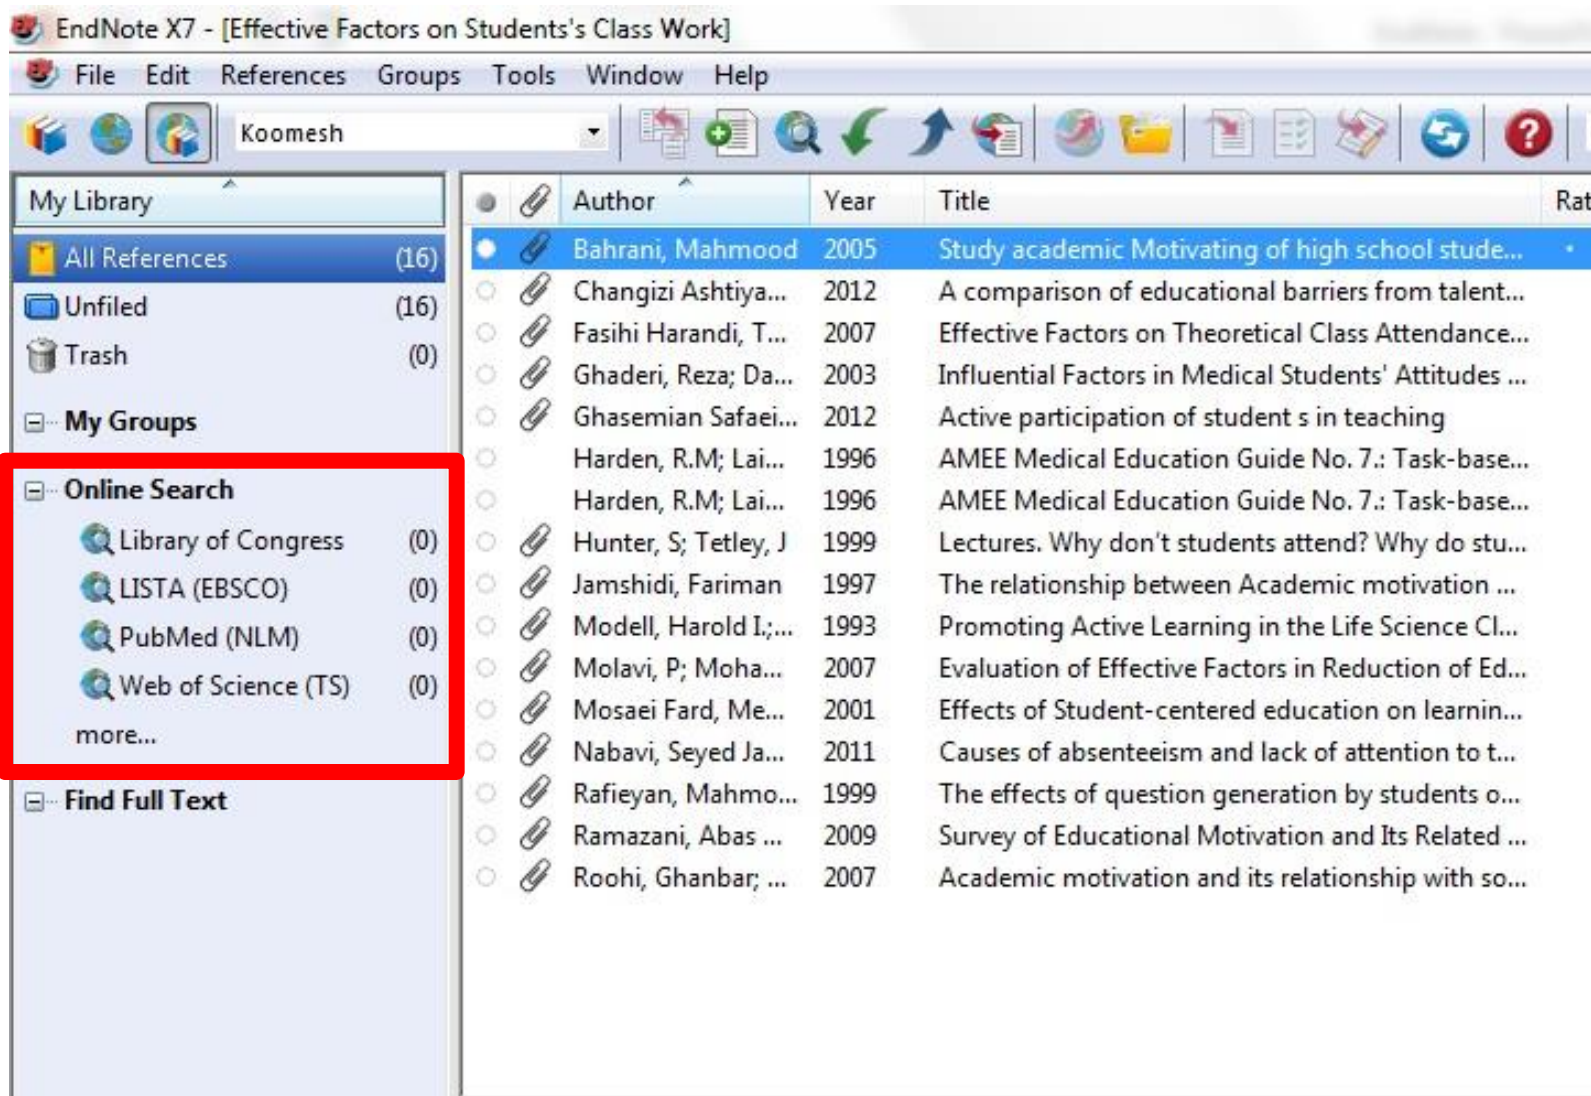 EndNote X7 - [Effective Factors on Students's Class Work]
File Edit References Groups Tools Window Help
Koomesh
My Library
All References (16)
Unfiled (16)
Trash (0)
My Groups
Online Search
Library of Congress (0)
LISTA (EBSCO) (0)
PubMed (NLM) (0)
Web of Science (TS) (0)
more...
Find Full Text
Author Year Title Rat
Bahrani, Mahmood 2005 Study academic Motivating of high school stude...
Changizi Ashtiya... 2012 A comparison of educational barriers from talent...
Fasihi Harandi, T... 2007 Effective Factors on Theoretical Class Attendance...
Ghaderi, Reza; Da... 2003 Influential Factors in Medical Students' Attitudes ...
Ghasemian Safaei... 2012 Active participation of student s in teaching
Harden, R.M; Lai... 1996 AMEE Medical Education Guide No. 7.: Task-base...
Harden, R.M; Lai... 1996 AMEE Medical Education Guide No. 7.: Task-base...
Hunter, S; Tetley, J 1999 Lectures. Why don't students attend? Why do stu...
Jamshidi, Fariman 1997 The relationship between Academic motivation ...
Modell, Harold I.;... 1993 Promoting Active Learning in the Life Science Cl...
Molavi, P; Moha... 2007 Evaluation of Effective Factors in Reduction of Ed...
Mosaei Fard, Me... 2001 Effects of Student-centered education on learnin...
Nabavi, Seyed Ja... 2011 Causes of absenteeism and lack of attention to t...
Rafieyan, Mahmo... 1999 The effects of question generation by students o...
Ramazani, Abas ... 2009 Survey of Educational Motivation and Its Related ...
Roohi, Ghanbar; ... 2007 Academic motivation and its relationship with so...